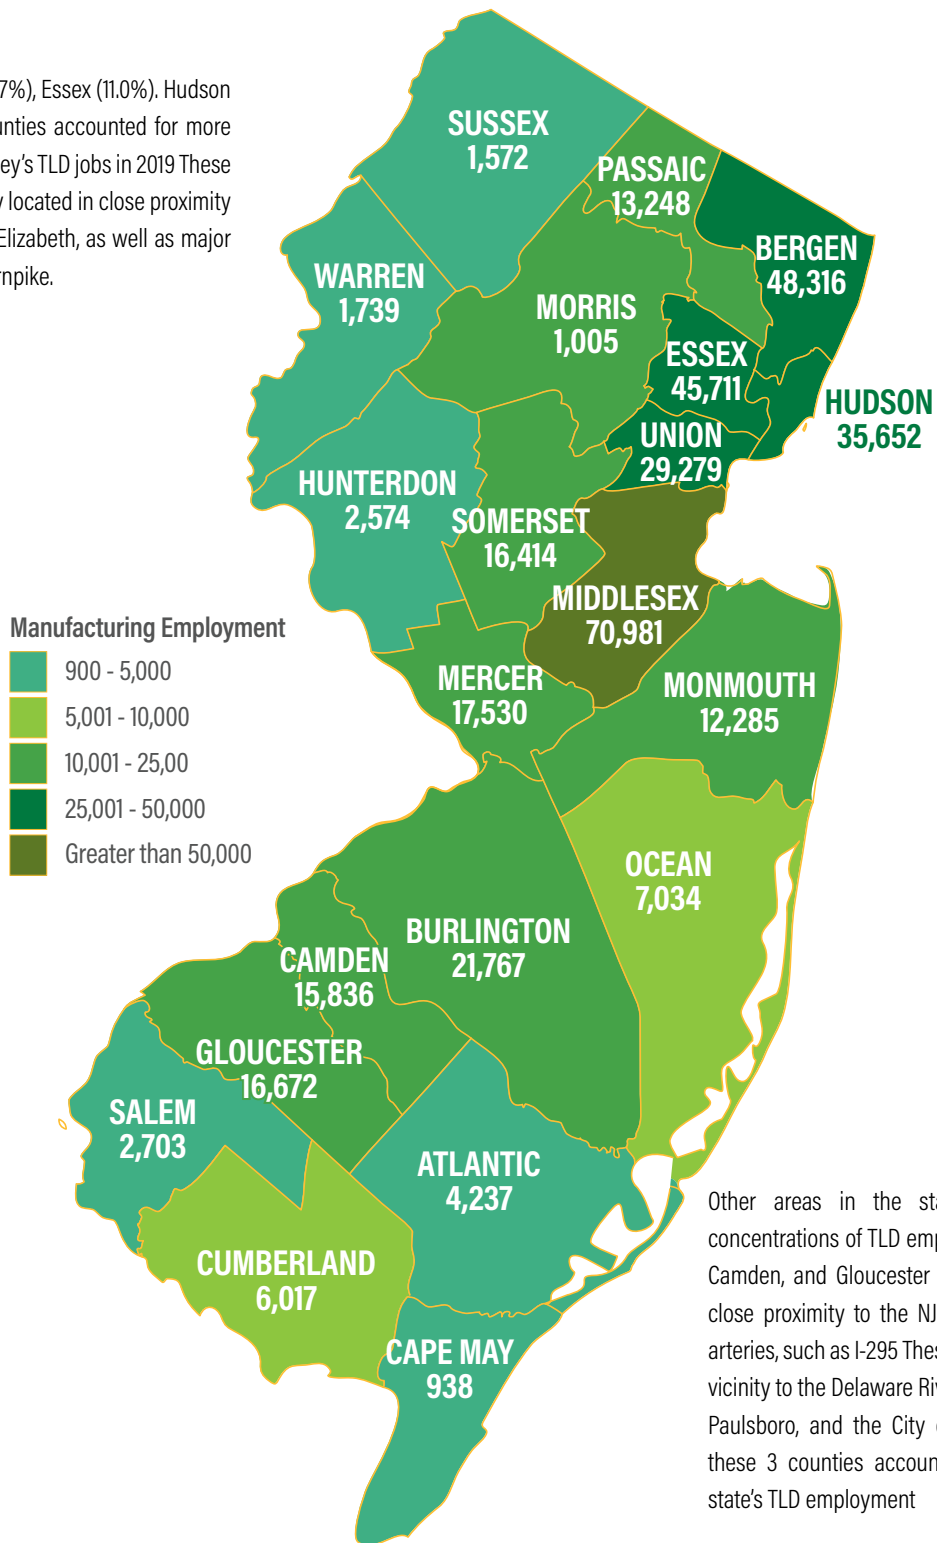 7%), Essex (11.0%). Hudson
unties accounted for more
ey's TLD jobs in 2019 These
y located in close proximity
Elizabeth, as well as major
rnpike.
SUSSEX
1,572
PASSAIC
13,248
BERGEN
48,316
WARREN
1,739
MORRIS
1,005
ESSEX
45,711
HUDSON
35,652
UNION
29,279
HUNTERDON
2,574
SOMERSET
16,414
MIDDLESEX
70,981
Manufacturing Employment
900 - 5,000
5,001 - 10,000
10,001 - 25,00
25,001 - 50,000
Greater than 50,000
MERCER
17,530
MONMOUTH
12,285
OCEAN
7,034
BURLINGTON
21,767
CAMDEN
15,836
GLOUCESTER
16,672
SALEM
2,703
ATLANTIC
4,237
CUMBERLAND
6,017
CAPE MAY
938
Other areas in the sta
concentrations of TLD emp
Camden, and Gloucester
close proximity to the NJ
arteries, such as I-295 Thes
vicinity to the Delaware Riv
Paulsboro, and the City
these 3 counties accoun
state's TLD employment